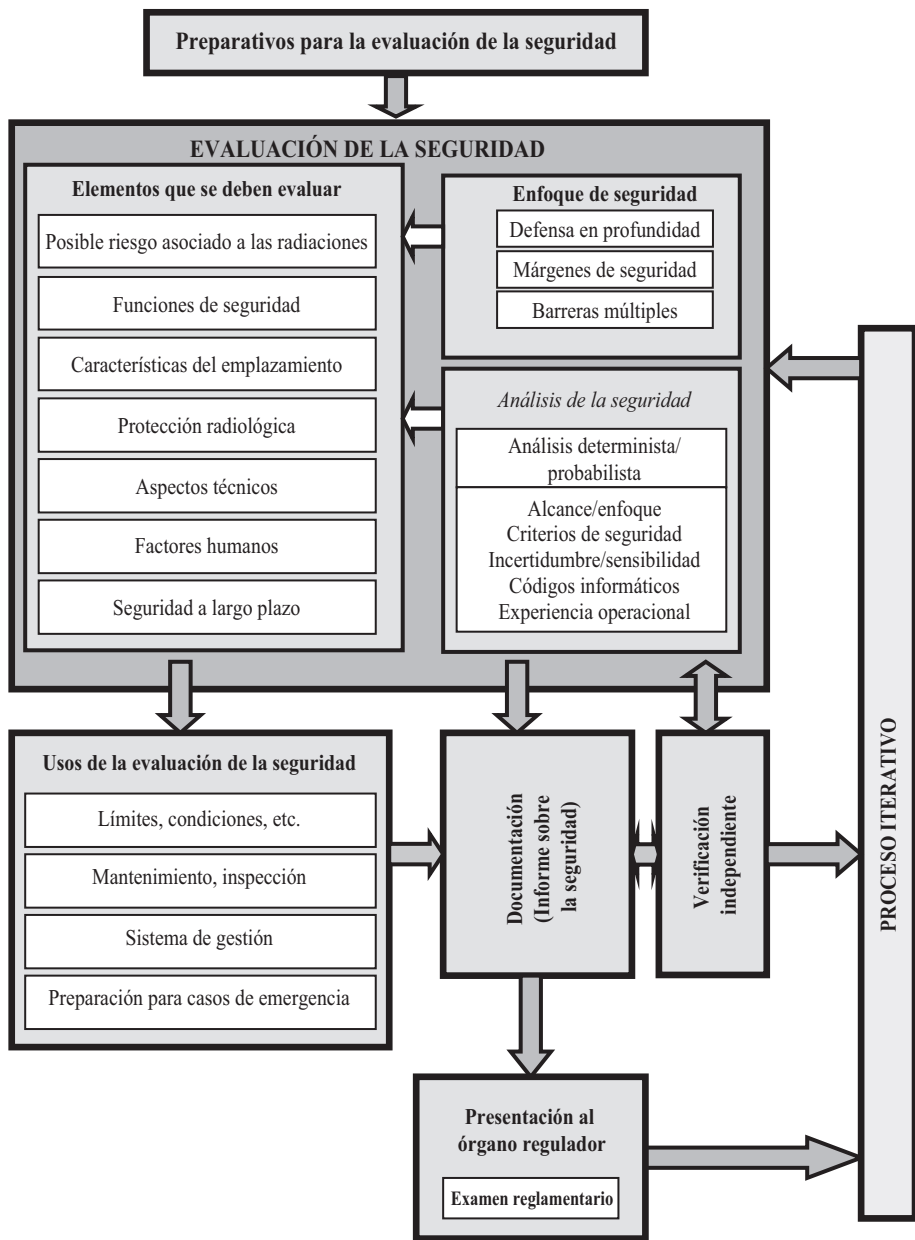 Preparativos para la evaluación de la seguridad
EVALUACIÓN DE LA SEGURIDAD
Elementos que se deben evaluar
Posible riesgo asociado a las radiaciones
Funciones de seguridad
Características del emplazamiento
Protección radiológica
Aspectos técnicos
Factores humanos
Seguridad a largo plazo
Enfoque de seguridad
Defensa en profundidad
Márgenes de seguridad
Barreras múltiples
Análisis de la seguridad
Análisis determinista/
probabilista
Alcance/enfoque
Criterios de seguridad
Incertidumbre/sensibilidad
Códigos informáticos
Experiencia operacional
Usos de la evaluación de la seguridad
Límites, condiciones, etc.
Mantenimiento, inspección
Sistema de gestión
Preparación para casos de emergencia
Documentación
(Informe sobre
la seguridad)
Verificación
independiente
PROCESO ITERATIVO
Presentación al
órgano regulador
Examen reglamentario